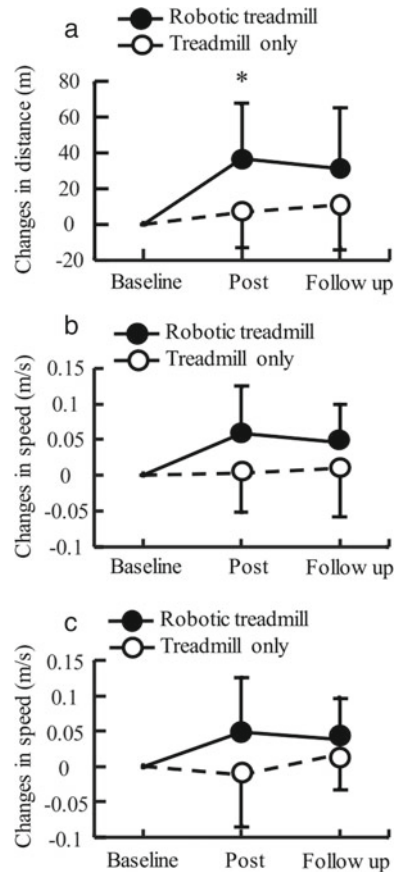 a
Robotic treadmill
Treadmill only
Changes in distance (m)
80
*
60
40
20
0
-20
Baseline Post Follow up
b
Robotic treadmill
Treadmill only
Changes in speed (m/s)
0.15
0.1
0.05
0
-0.05
-0.1
Baseline Post Follow up
c
Robotic treadmill
Treadmill only
Changes in speed (m/s)
0.15
0.1
0.05
0
-0.05
-0.1
Baseline Post Follow up